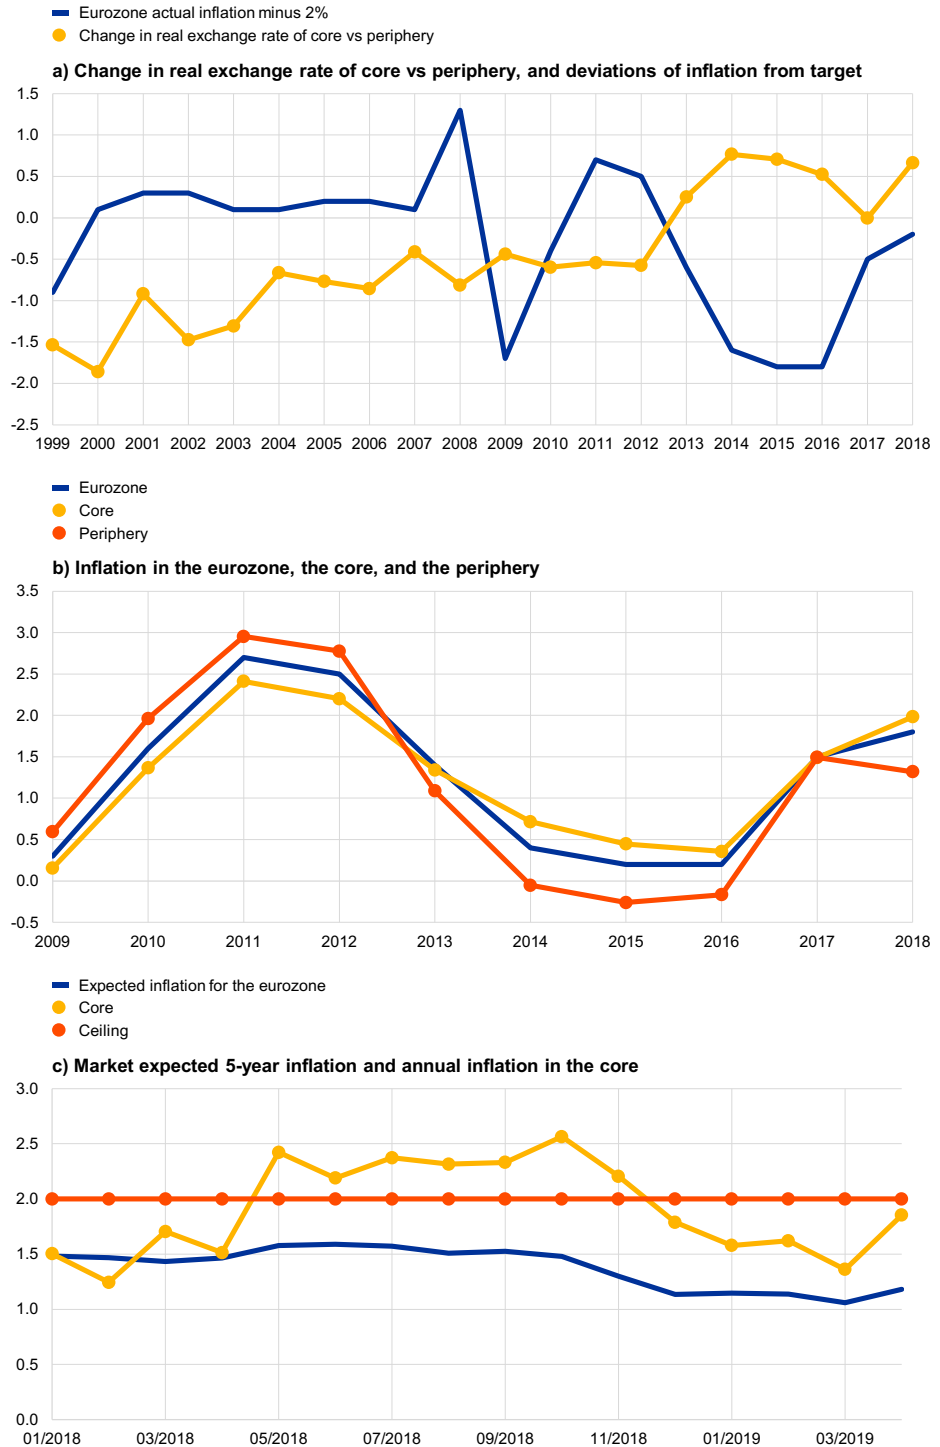 Eurozone actual inflation minus 2%
Change in real exchange rate of core vs periphery
a) Change in real exchange rate of core vs periphery, and deviations of inflation from target
1.5
1.0
0.5
0.0
-0.5
-1.0
-1.5
-2.0
-2.5
1999 2000 2001 2002 2003 2004 2005 2006 2007 2008 2009 2010 2011 2012 2013 2014 2015 2016 2017 2018
Eurozone
Core
Periphery
b) Inflation in the eurozone, the core, and the periphery
3.5
3.0
2.5
2.0
1.5
1.0
0.5
0.0
-0.5
2009 2010 2011 2012 2013 2014 2015 2016 2017 2018
Expected inflation for the eurozone
Core
Ceiling
c) Market expected 5-year inflation and annual inflation in the core
3.0
2.5
2.0
1.5
1.0
0.5
0.0
01/2018 03/2018 05/2018 07/2018 09/2018 11/2018 01/2019 03/2019